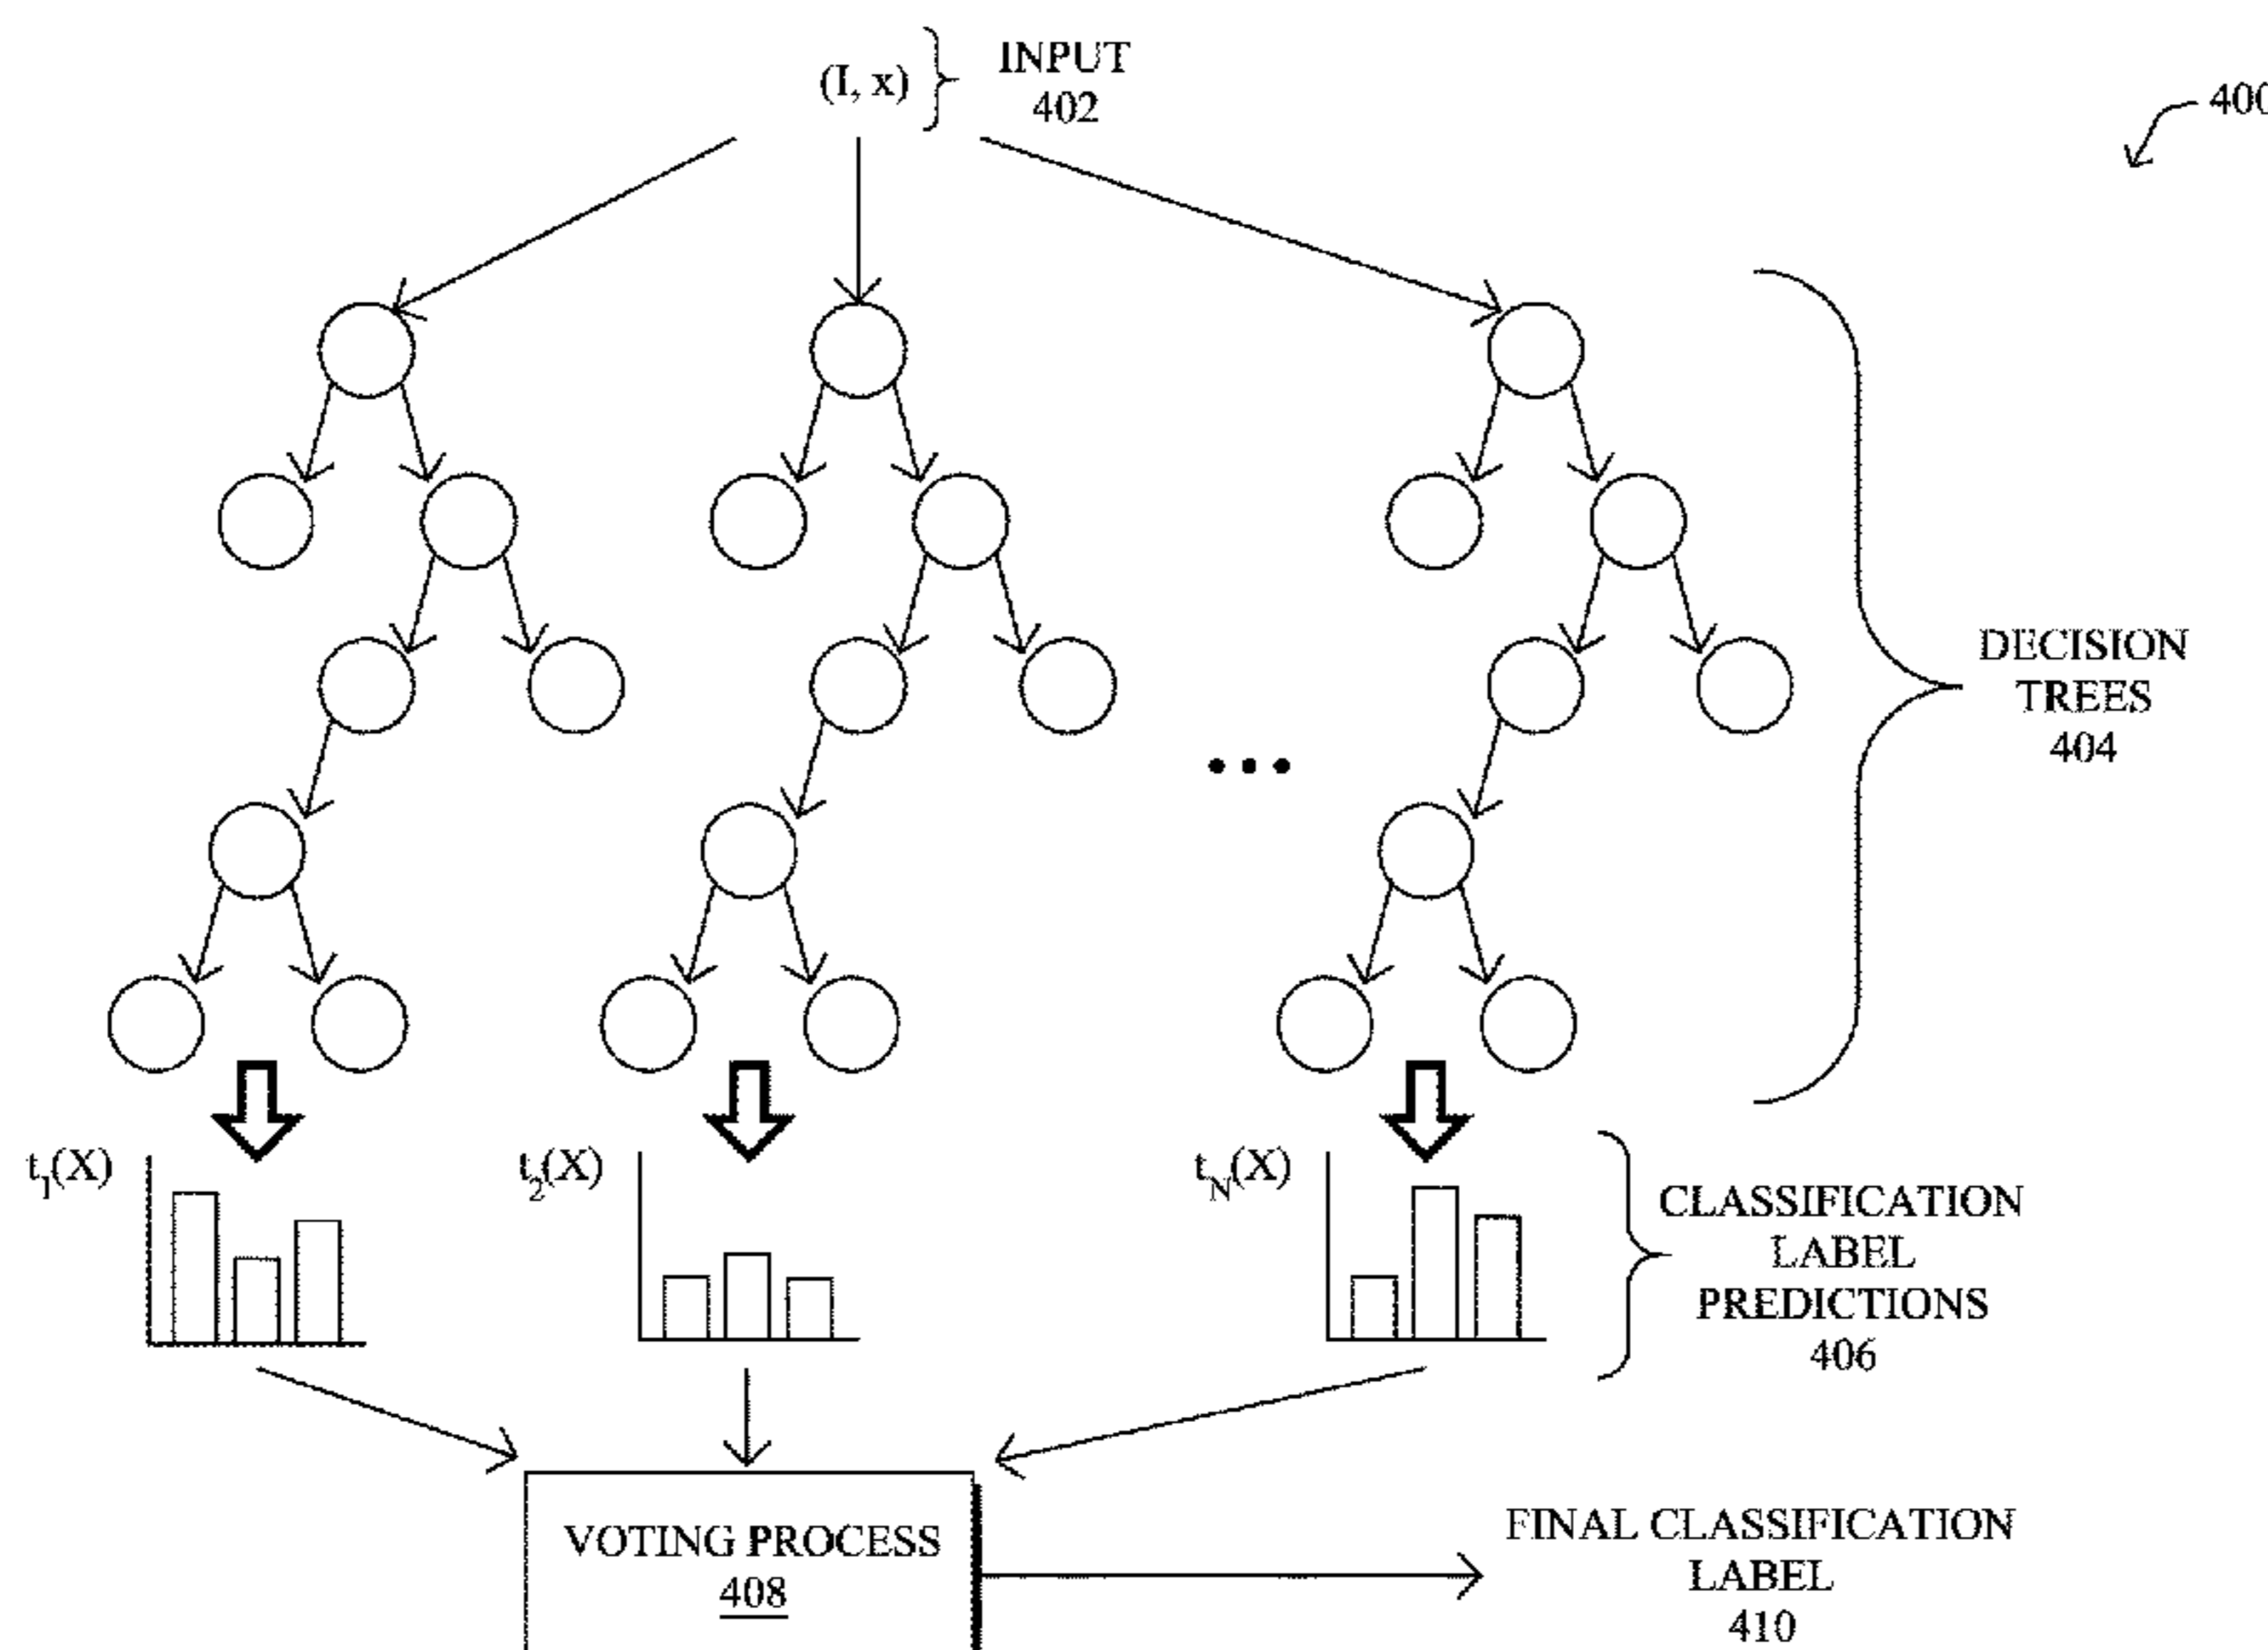 (I, x)
INPUT
402
400
DECISION
TREES
404
t1(X)
t2(X)
tN(X)
CLASSIFICATION
LABEL
PREDICTIONS
406
VOTING PROCESS
408
FINAL CLASSIFICATION
LABEL
410